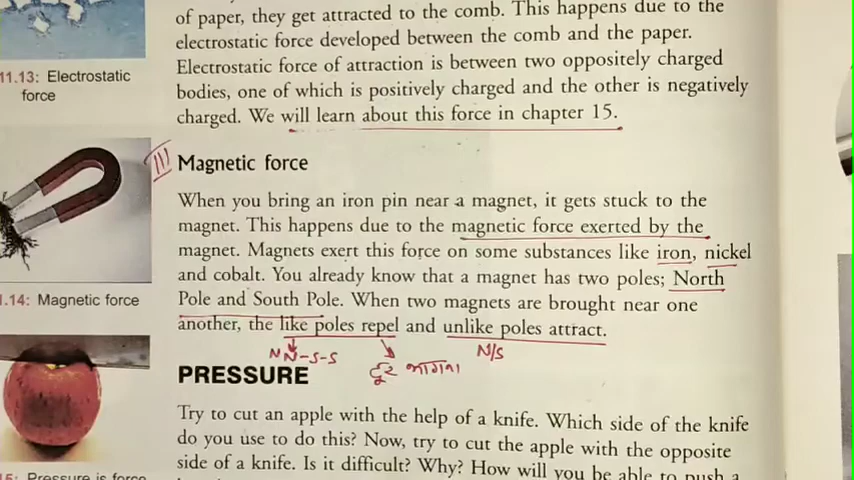 of paper, they get attracted to the comb. This happens due to the
electrostatic force developed between the comb and the paper.
Electrostatic force of attraction is between two oppositely charged
bodies, one of which is positively charged and the other is negatively
charged. We will learn about this force in chapter 15.
11.13: Electrostatic
force
III
Magnetic force
When you bring an iron pin near a magnet, it gets stuck to the
magnet. This happens due to the magnetic force exerted by the
magnet. Magnets exert this force on some substances like iron, nickel
and cobalt. You already know that a magnet has two poles; North
Pole and South Pole. When two magnets are brought near one
another, the like poles repel and unlike poles attract.
1.14: Magnetic force
N N-S-S
दूर भागना
N/S
PRESSURE
Try to cut an apple with the help of a knife. Which side of the knife
do you use to do this? Now, try to cut the apple with the opposite
side of a knife. Is it difficult? Why? How will you be able to push a
15: Pressure is force